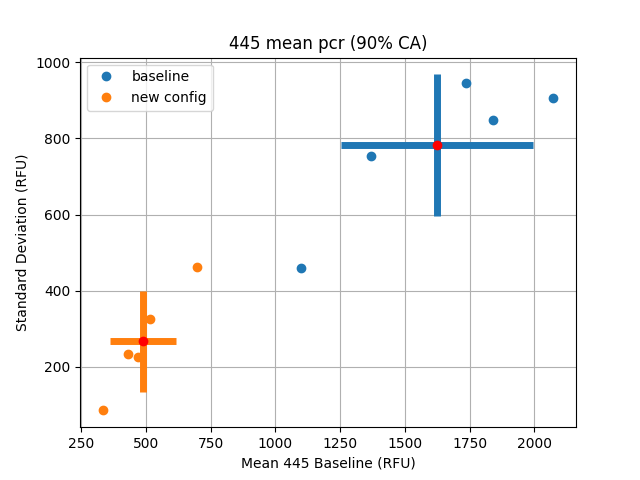 445 mean pcr (90% CA)
baseline
new config
Standard Deviation (RFU)
1000
800
600
400
200
250 500 750 1000 1250 1500 1750 2000
Mean 445 Baseline (RFU)